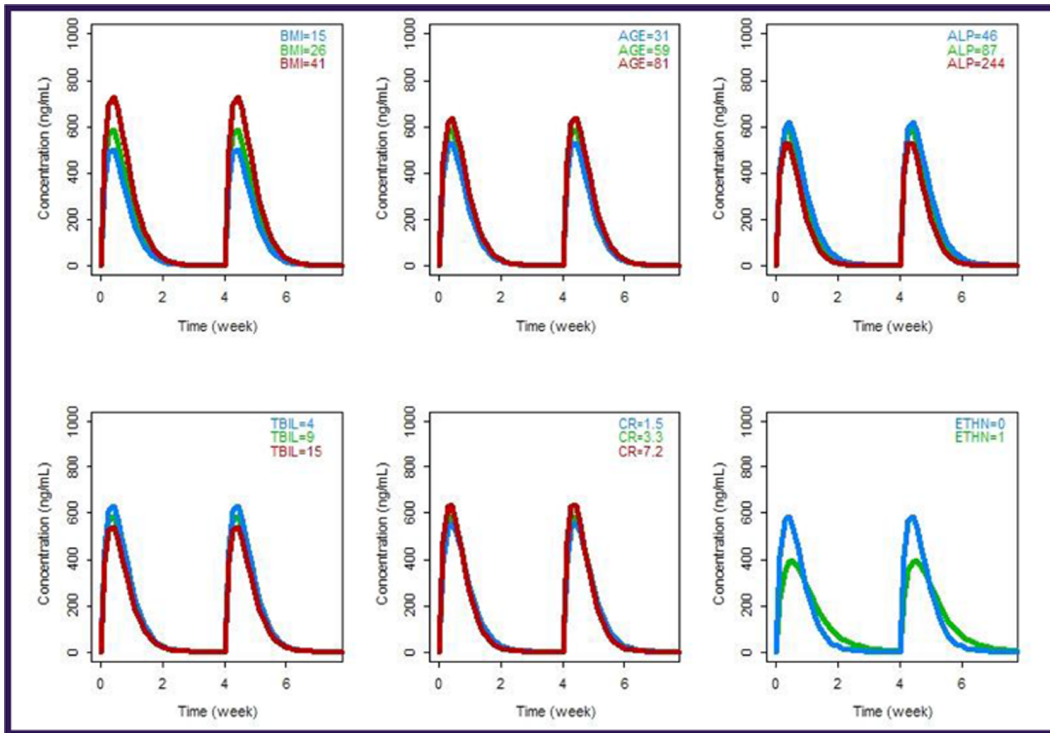 BMI=15
BMI=26
BMI=41
Concentration (ng/mL)
0 200 400 600 800 1000
0 2 4 6
Time (week)
AGE=31
AGE=59
AGE=81
Concentration (ng/mL)
0 200 400 600 800 1000
0 2 4 6
Time (week)
ALP=46
ALP=87
ALP=244
Concentration (ng/mL)
0 200 400 600 800 1000
0 2 4 6
Time (week)
TBIL=4
TBIL=9
TBIL=15
Concentration (ng/mL)
0 200 400 600 800 1000
0 2 4 6
Time (week)
CR=1.5
CR=3.3
CR=7.2
Concentration (ng/mL)
0 200 400 600 800 1000
0 2 4 6
Time (week)
ETHN=0
ETHN=1
Concentration (ng/mL)
0 200 400 600 800 1000
0 2 4 6
Time (week)